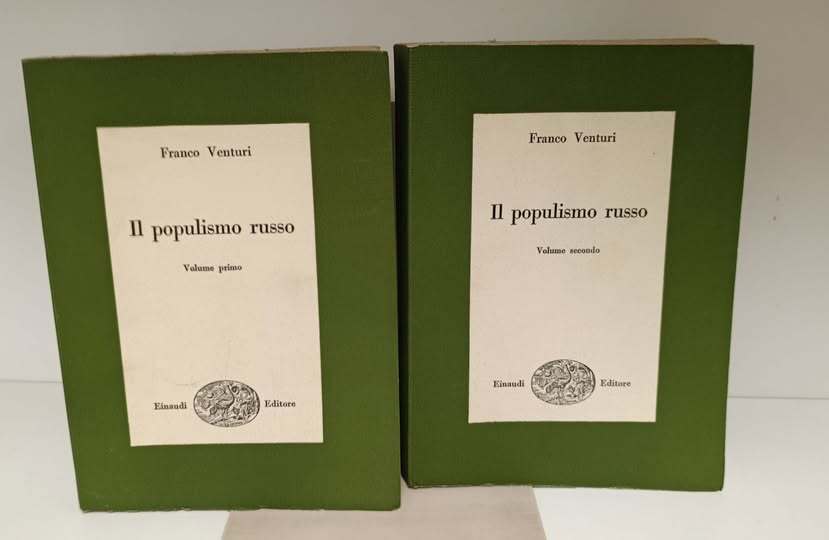 Franco Venturi
Il populismo russo
Volume primo
Einaudi Editore
Franco Venturi
Il populismo russo
Volume secondo
Einaudi Editore